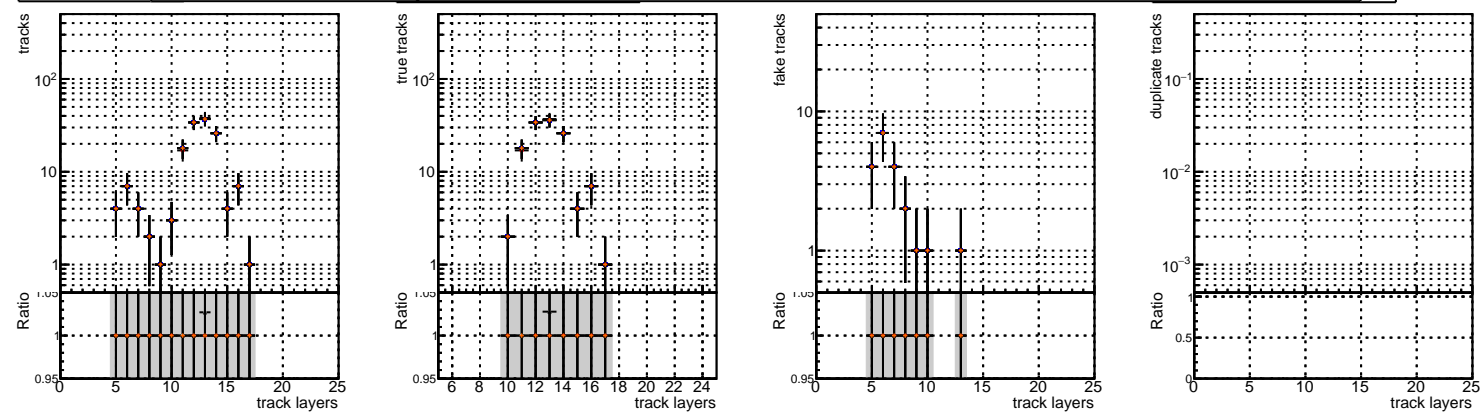 tracks
10²
10
1
Ratio
1.05
1
0.95
0 5 10 15 20 25
track layers
true tracks
10²
10
1
Ratio
1.05
1
0.95
6 8 10 12 14 16 18 20 22 24
track layers
fake tracks
10
1
Ratio
1.05
1
0.95
0 5 10 15 20 25
track layers
duplicate tracks
10⁻¹
10⁻²
10⁻³
Ratio
1
0.5
0
0 5 10 15 20 25
track layers